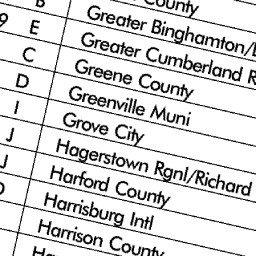 County
B Greater Binghamton/
9 E Greater Cumberland R
C Greene County
D Greenville Muni
I Grove City
J Hagerstown Rgnl/Richard
J Harford County
Harrisburg Intl
Harrison County